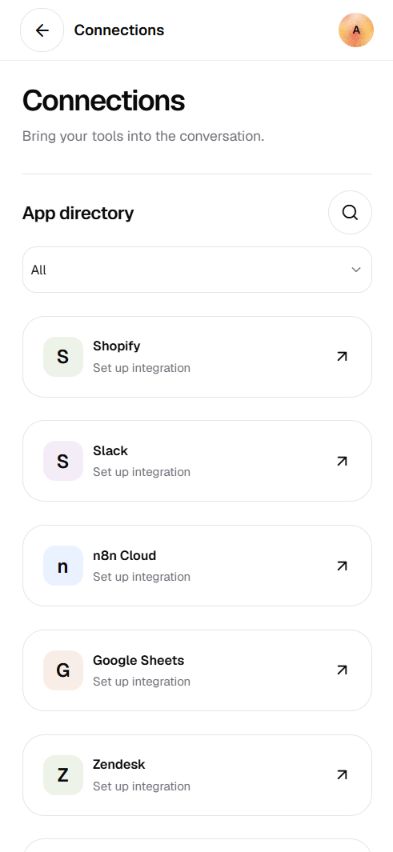 Connections
A
Connections
Bring your tools into the conversation.
App directory
All
S
Shopify
Set up integration
S
Slack
Set up integration
n
n8n Cloud
Set up integration
G
Google Sheets
Set up integration
Z
Zendesk
Set up integration